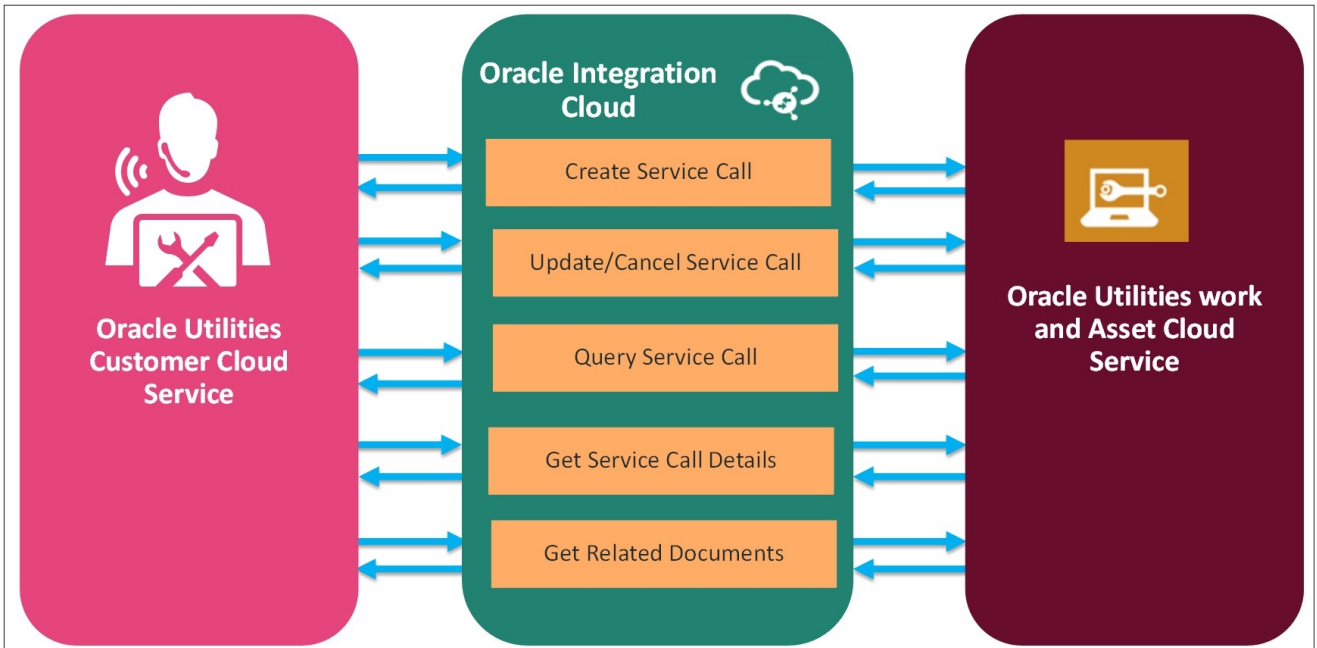 Oracle Utilities
Customer Cloud
Service
Oracle Integration
Cloud
Create Service Call
Update/Cancel Service Call
Query Service Call
Get Service Call Details
Get Related Documents
Oracle Utilities work
and Asset Cloud
Service